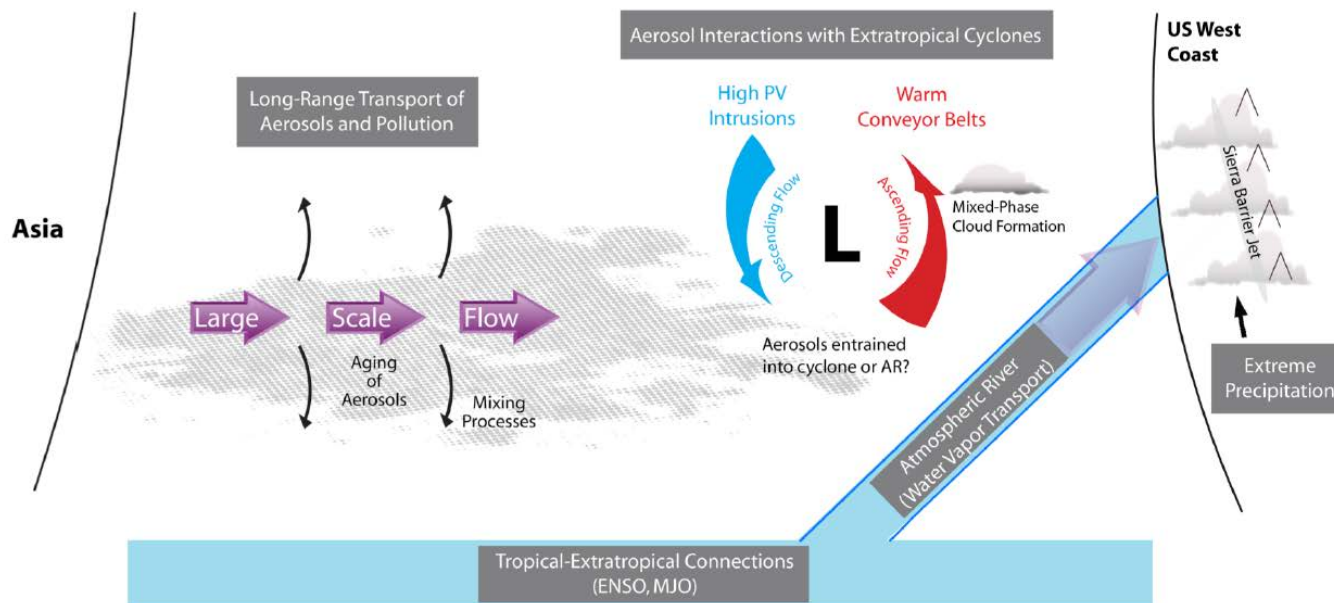 Aerosol Interactions with Extratropical Cyclones
US West
Coast
Long-Range Transport of
Aerosols and Pollution
High PV
Intrusions
Warm
Conveyor Belts
Descending Flow
Ascending Flow
L
Mixed-Phase
Cloud Formation
Sierra Barrier Jet
Asia
Large
Scale
Flow
Aging
of
Aerosols
Mixing
Processes
Aerosols entrained
into cyclone or AR?
Atmospheric River
(Water Vapor Transport)
Extreme
Precipitation
Tropical-Extratropical Connections
(ENSO, MJO)